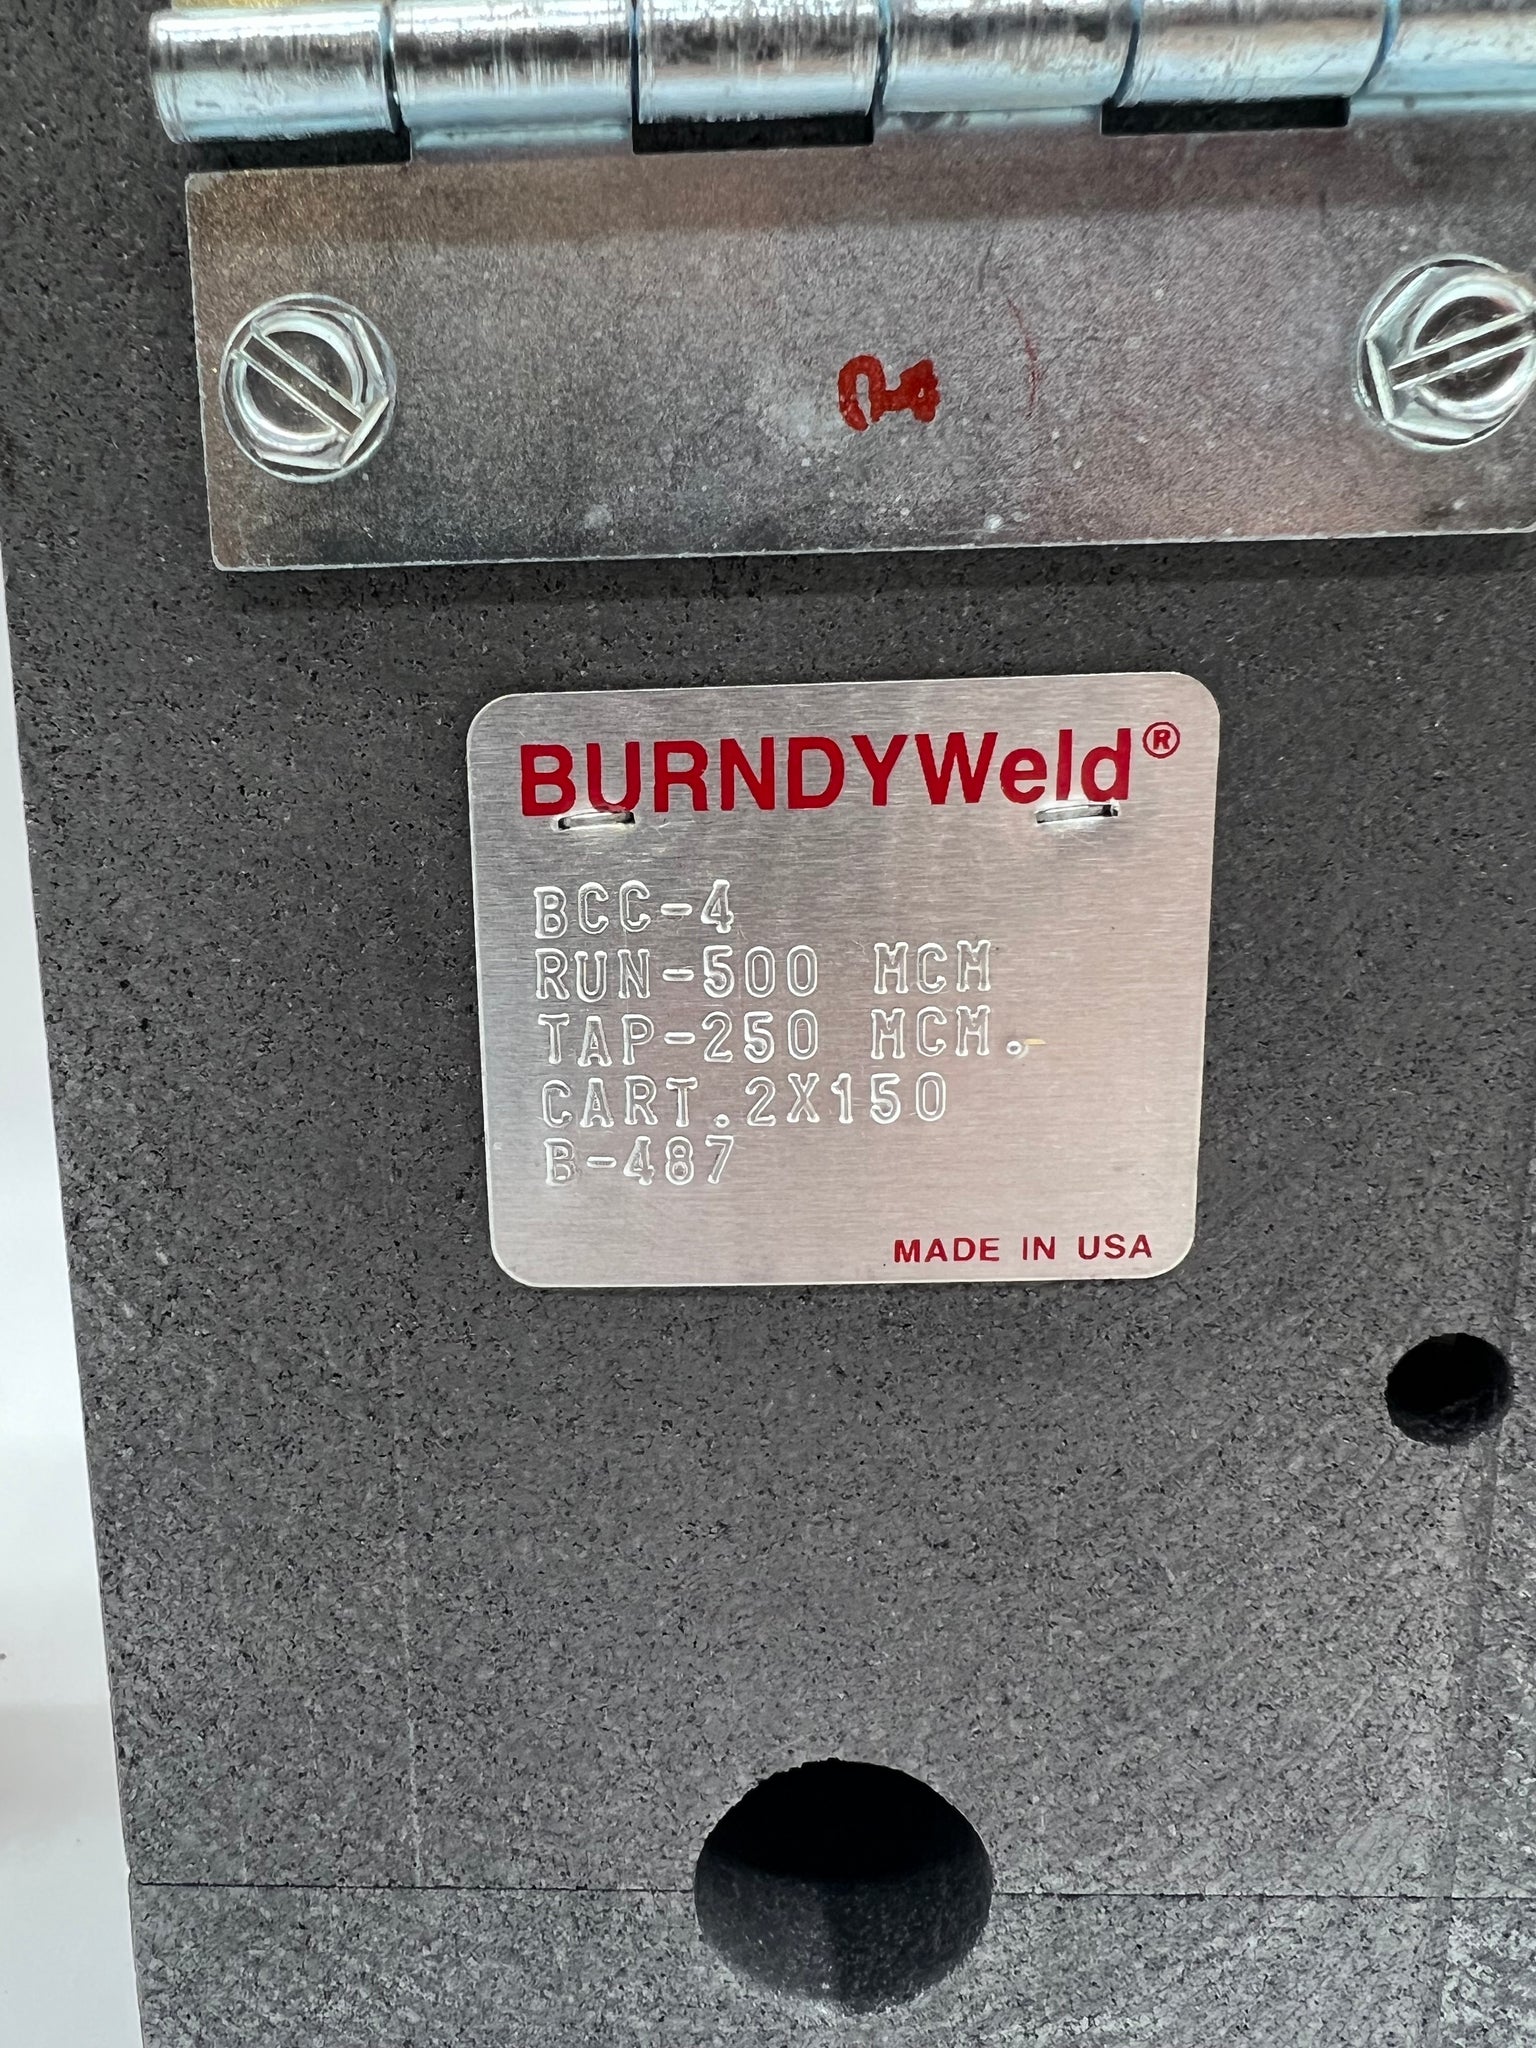 BURNDYWeld®
BCC-4
RUN-500 MCM
TAP-250 MCM.
CART.2X150
B-487
MADE IN USA